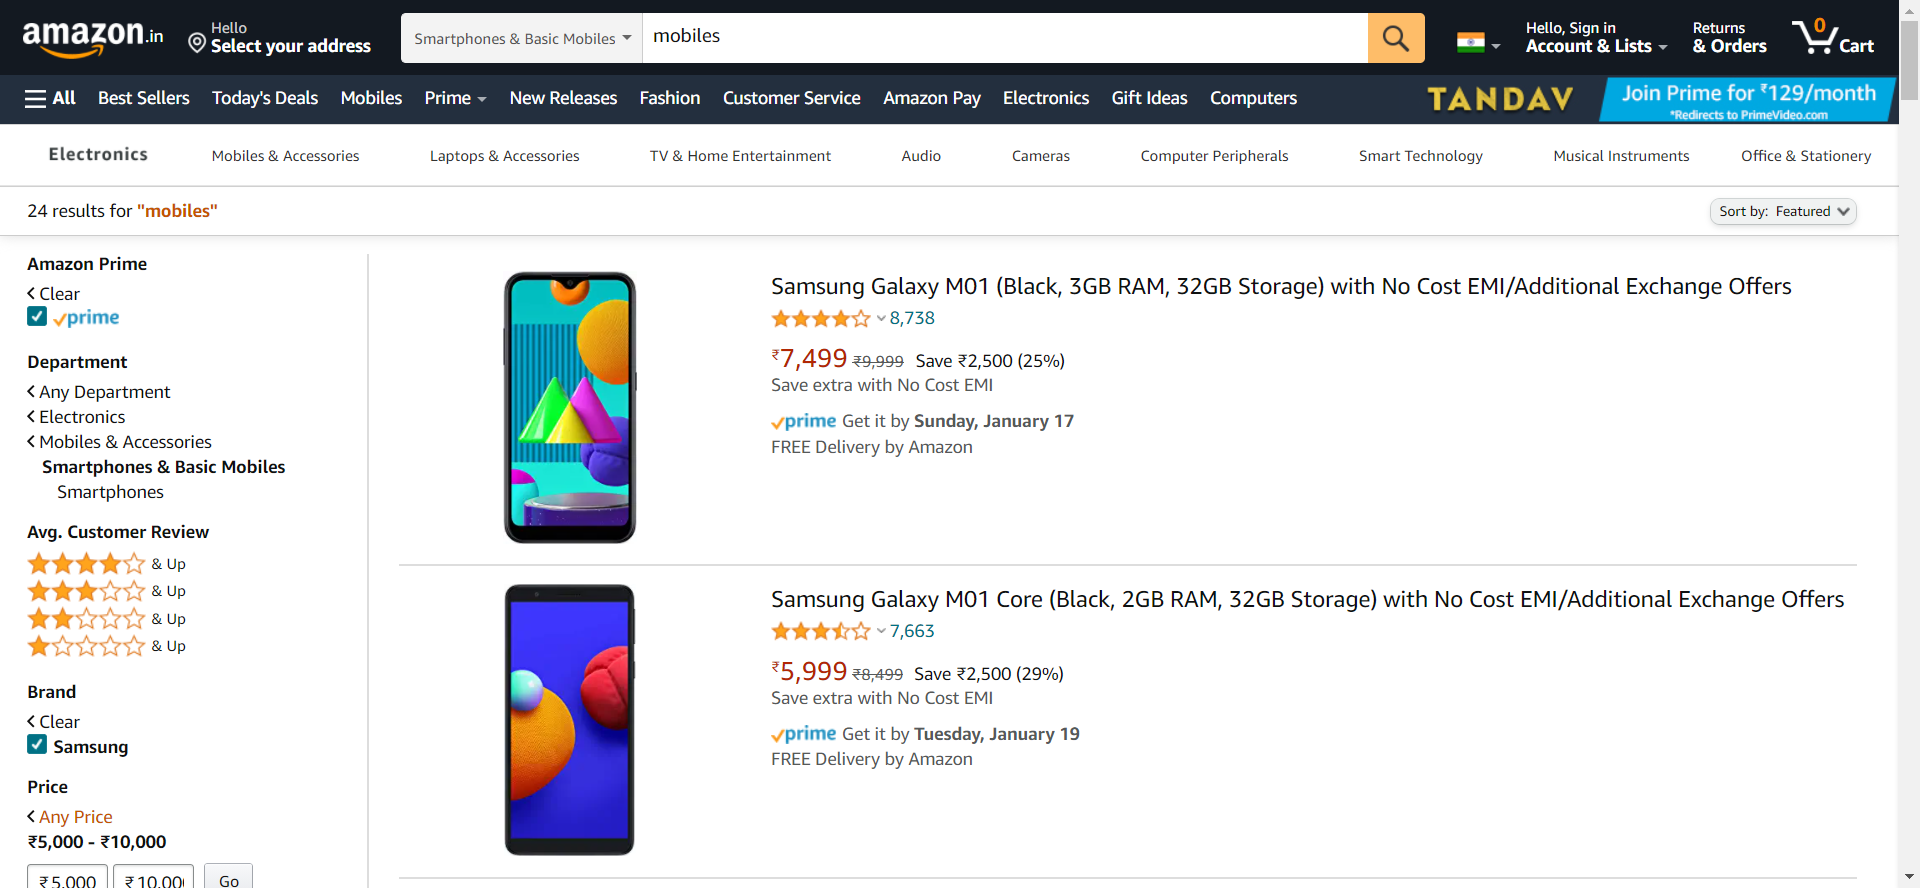 amazon.in
Hello
Select your address
Smartphones & Basic Mobiles
mobiles
Hello, Sign in
Account & Lists
Returns
& Orders
0
Cart
All
Best Sellers
Today's Deals
Mobiles
Prime
New Releases
Fashion
Customer Service
Amazon Pay
Electronics
Gift Ideas
Computers
TANDAV
Join Prime for ₹129/month
*Redirects to PrimeVideo.com
Electronics
Mobiles & Accessories
Laptops & Accessories
TV & Home Entertainment
Audio
Cameras
Computer Peripherals
Smart Technology
Musical Instruments
Office & Stationery
24 results for "mobiles"
Sort by: Featured
Amazon Prime
Clear
prime
Department
Any Department
Electronics
Mobiles & Accessories
Smartphones & Basic Mobiles
Smartphones
Avg. Customer Review
& Up
& Up
& Up
& Up
Brand
Clear
Samsung
Price
Any Price
₹5,000 - ₹10,000
₹5,000
₹10,000
Go
Samsung Galaxy M01 (Black, 3GB RAM, 32GB Storage) with No Cost EMI/Additional Exchange Offers
8,738
₹7,499 ₹9,999 Save ₹2,500 (25%)
Save extra with No Cost EMI
prime Get it by Sunday, January 17
FREE Delivery by Amazon
Samsung Galaxy M01 Core (Black, 2GB RAM, 32GB Storage) with No Cost EMI/Additional Exchange Offers
7,663
₹5,999 ₹8,499 Save ₹2,500 (29%)
Save extra with No Cost EMI
prime Get it by Tuesday, January 19
FREE Delivery by Amazon